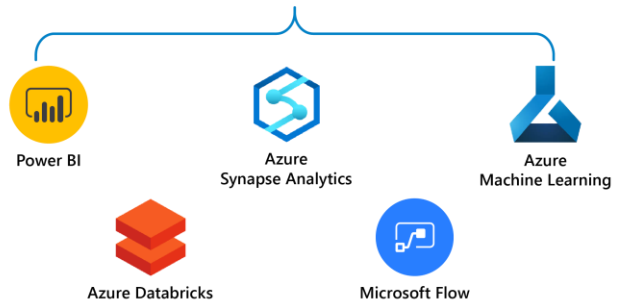 Power BI
Azure
Synapse Analytics
Azure
Machine Learning
Azure Databricks
Microsoft Flow